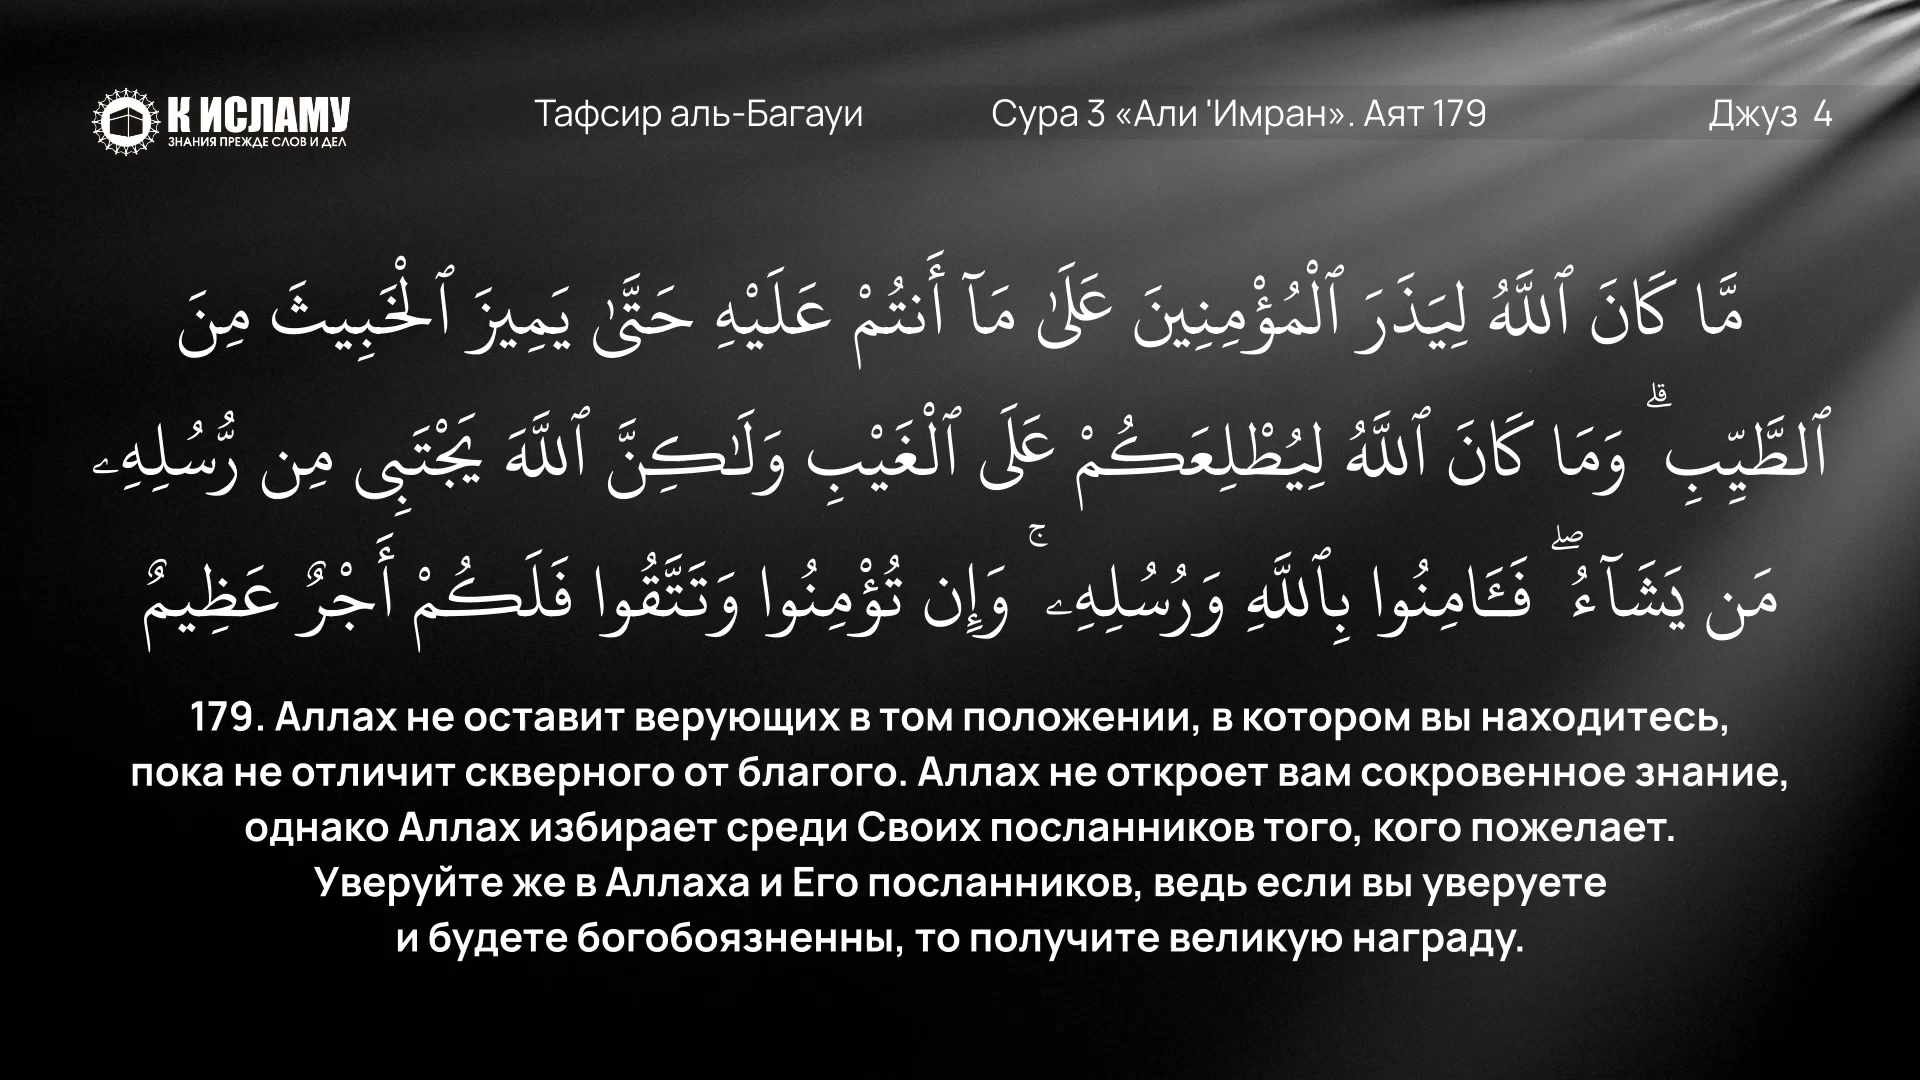 К ИСЛАМУ
ЗНАНИЯ ПРЕЖДЕ СЛОВ И ДЕЛ
Тафсир аль-Багауи
Сура 3 «Али 'Имран». Аят 179
Джуз 4
مَّا كَانَ ٱللَّهُ لِيَذَرَ ٱلْمُؤْمِنِينَ عَلَىٰ مَآ أَنتُمْ عَلَيْهِ حَتَّىٰ يَمِيزَ ٱلْخَبِيثَ مِنَ
ٱلطَّيِّبِ ۗ وَمَا كَانَ ٱللَّهُ لِيُطْلِعَكُمْ عَلَى ٱلْغَيْبِ وَلَـٰكِنَّ ٱللَّهَ يَجْتَبِى مِن رُّسُلِهِۦ
مَن يَشَآءُ ۖ فَـَٔامِنُوا بِٱللَّهِ وَرُسُلِهِۦ ۚ وَإِن تُؤْمِنُوا وَتَتَّقُوا فَلَكُمْ أَجْرٌ عَظِيمٌ
179. Аллах не оставит верующих в том положении, в котором вы находитесь,
пока не отличит скверного от благого. Аллах не откроет вам сокровенное знание,
однако Аллах избирает среди Своих посланников того, кого пожелает.
Уверуйте же в Аллаха и Его посланников, ведь если вы уверуете
и будете богобоязненны, то получите великую награду.